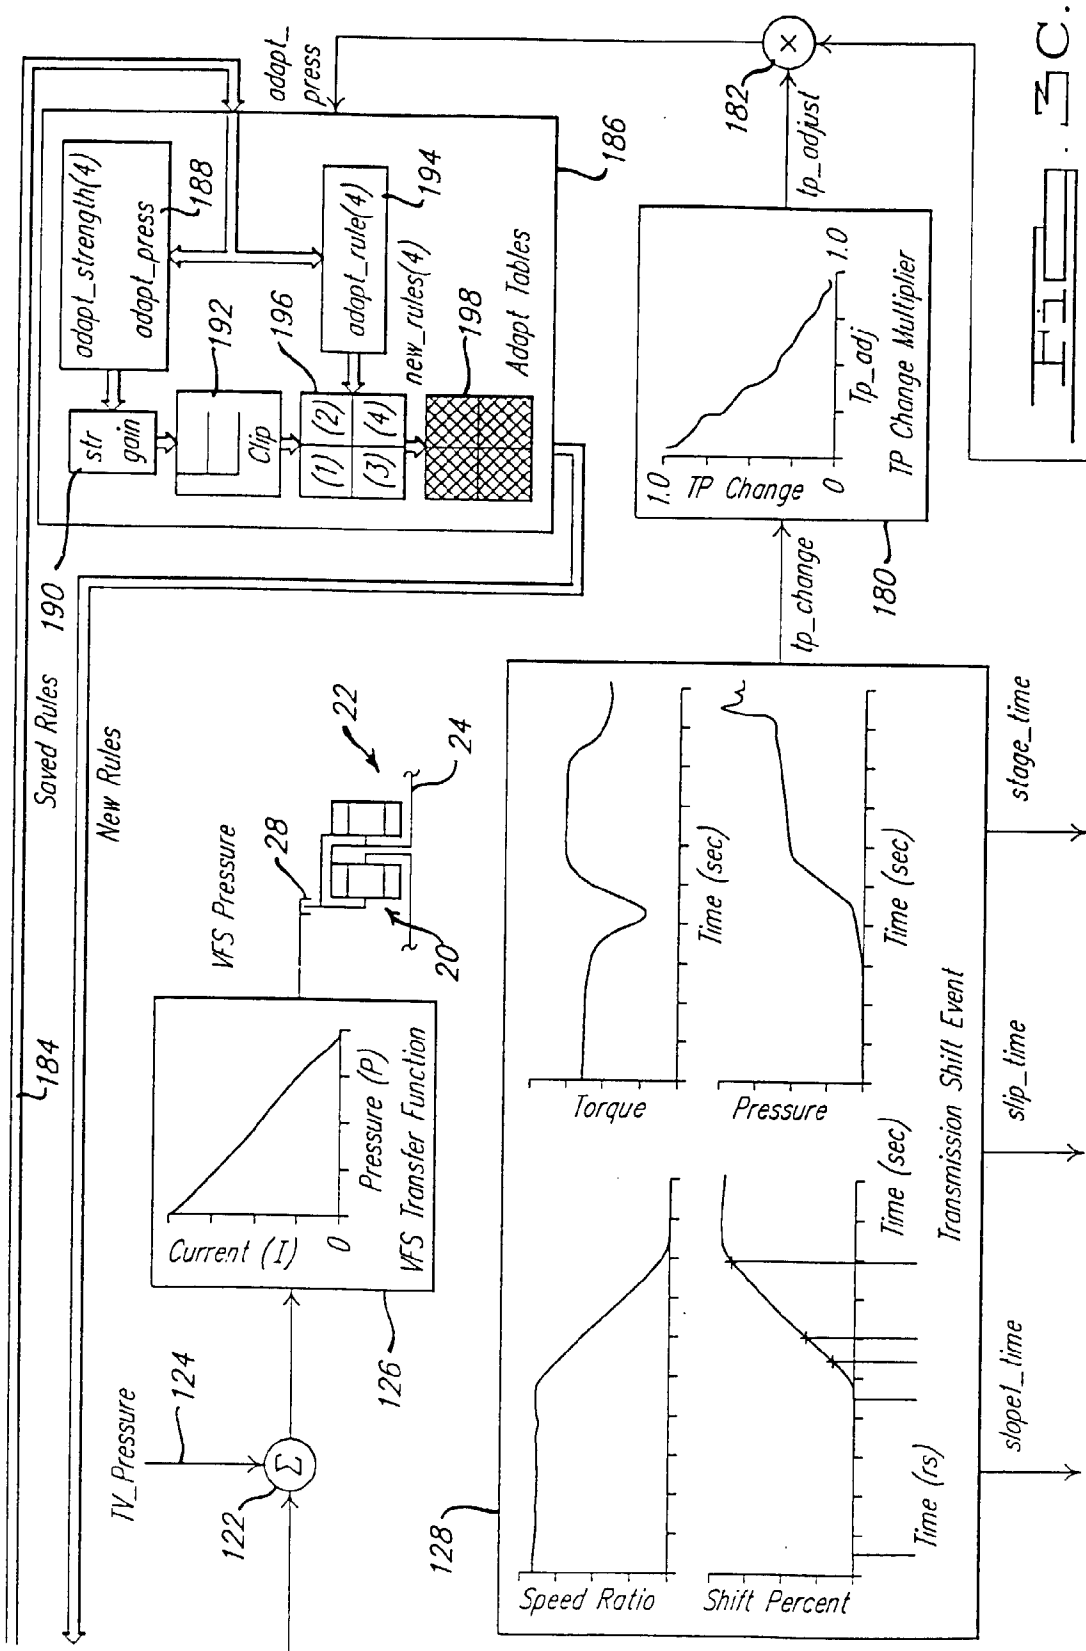 184
Saved Rules
190
New Rules
adapt_strength(4)
adapt_press
188
str
gain
192
Clip
196
(1) (2)
(3) (4)
adapt_rule(4)
194
new_rules(4)
198
Adapt Tables
186
adapt_
press
TV_Pressure
124
122
Σ
126
Current (I)
0
Pressure (P)
VFS Transfer Function
VFS Pressure
28
22
20
24
128
Speed Ratio
Torque
Time (sec)
Shift Percent
Time (rs)
Time (sec)
Pressure
Time (sec)
Transmission Shift Event
slope1_time
slip_time
stage_time
tp_change
180
1.0
TP Change
0
Tp_adj
1.0
TP Change Multiplier
tp_adjust
182
×
Fig. 3C.